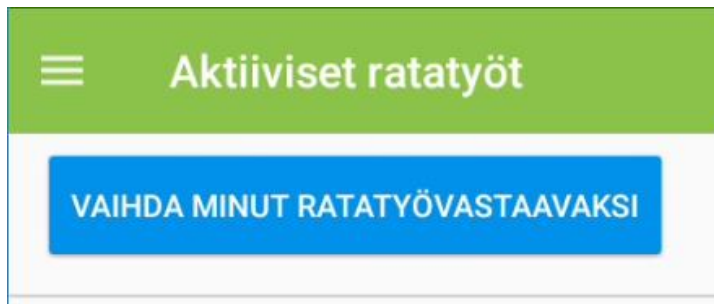 Aktiiviset ratatyöt
VAIHDA MINUT RATATYÖVASTAAVAKSI